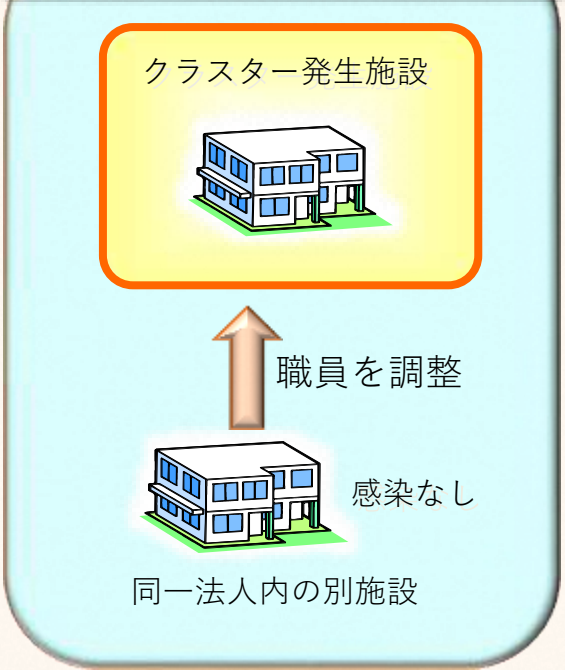 クラスター発生施設
職員を調整
感染なし
同一法人内の別施設